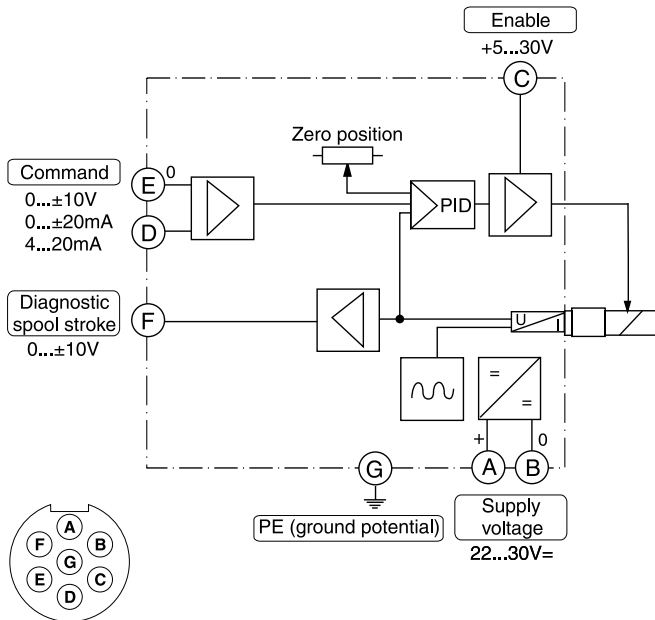 Enable
+5...30V
C
Zero position
Command
E
0
0...±10V
0...±20mA
4...20mA
D
PID
Diagnostic
spool stroke
0...±10V
F
U
I
=
=
+
0
G
A
B
PE (ground potential)
Supply
voltage
22...30V=
A
F
B
G
E
C
D